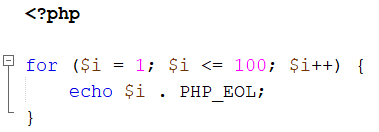 <?php
for ($i = 1; $i <= 100; $i++) {
    echo $i . PHP_EOL;
}